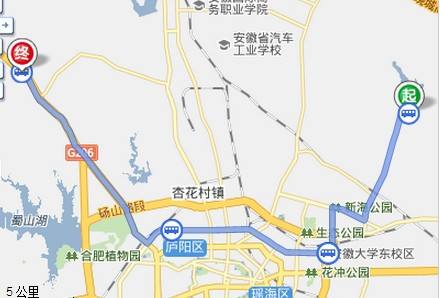 务职业学院
安徽省汽车
工业学校
终
起
G206
杏花村镇
砀山路段
新海公园
蜀山湖
生态公园
合肥植物园
庐阳区
安徽大学东校区
花冲公园
瑶海区
5公里